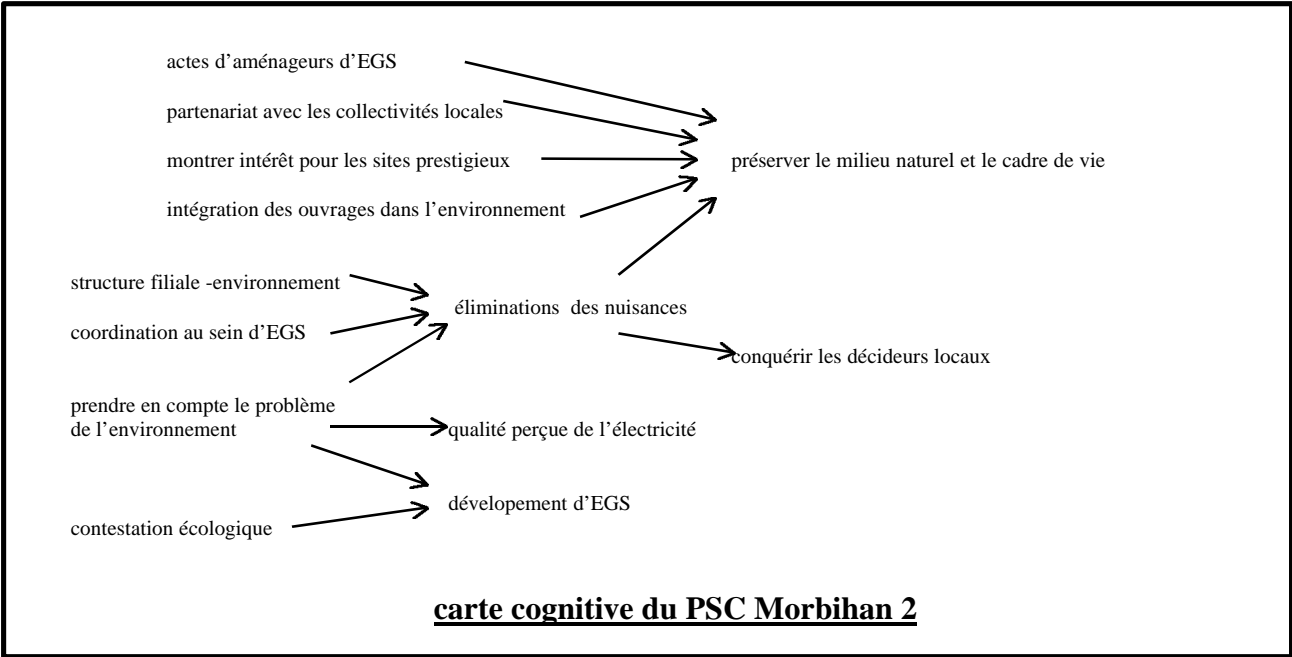 actes d’aménageurs d’EGS
partenariat avec les collectivités locales
montrer intérêt pour les sites prestigieux
préserver le milieu naturel et le cadre de vie
intégration des ouvrages dans l’environnement
structure filiale -environnement
éliminations  des nuisances
coordination au sein d’EGS
conquérir les décideurs locaux
prendre en compte le problème
de l’environnement
qualité perçue de l’électricité
dévelopement d’EGS
contestation écologique
carte cognitive du PSC Morbihan 2